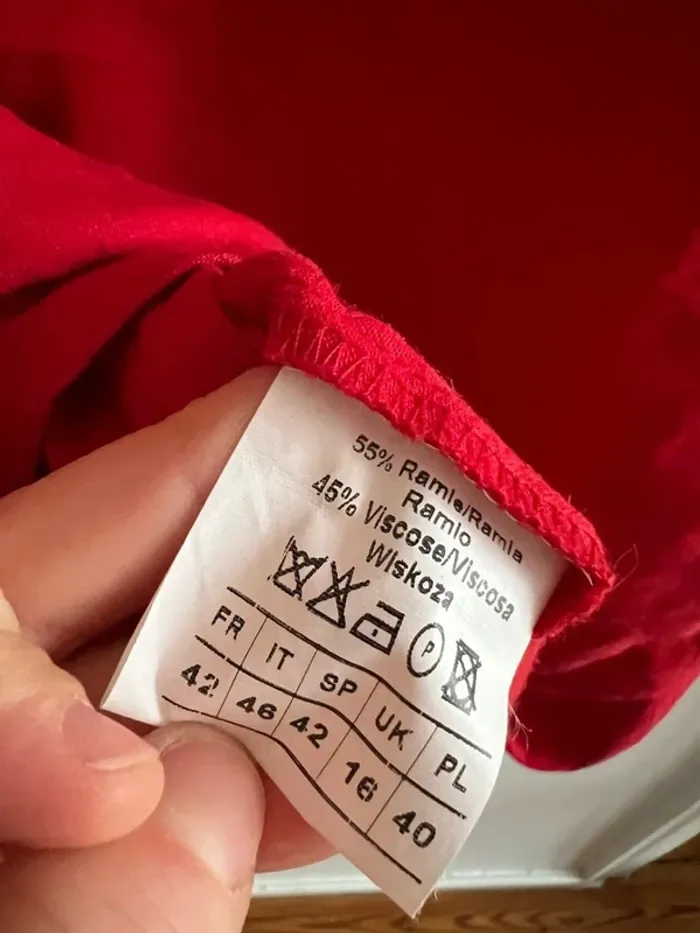 55% Ramie/Ramia
Ramio
45% Viscose/Viscosa
Wiskoza
P
FR IT SP UK PL
42 46 42 16 40